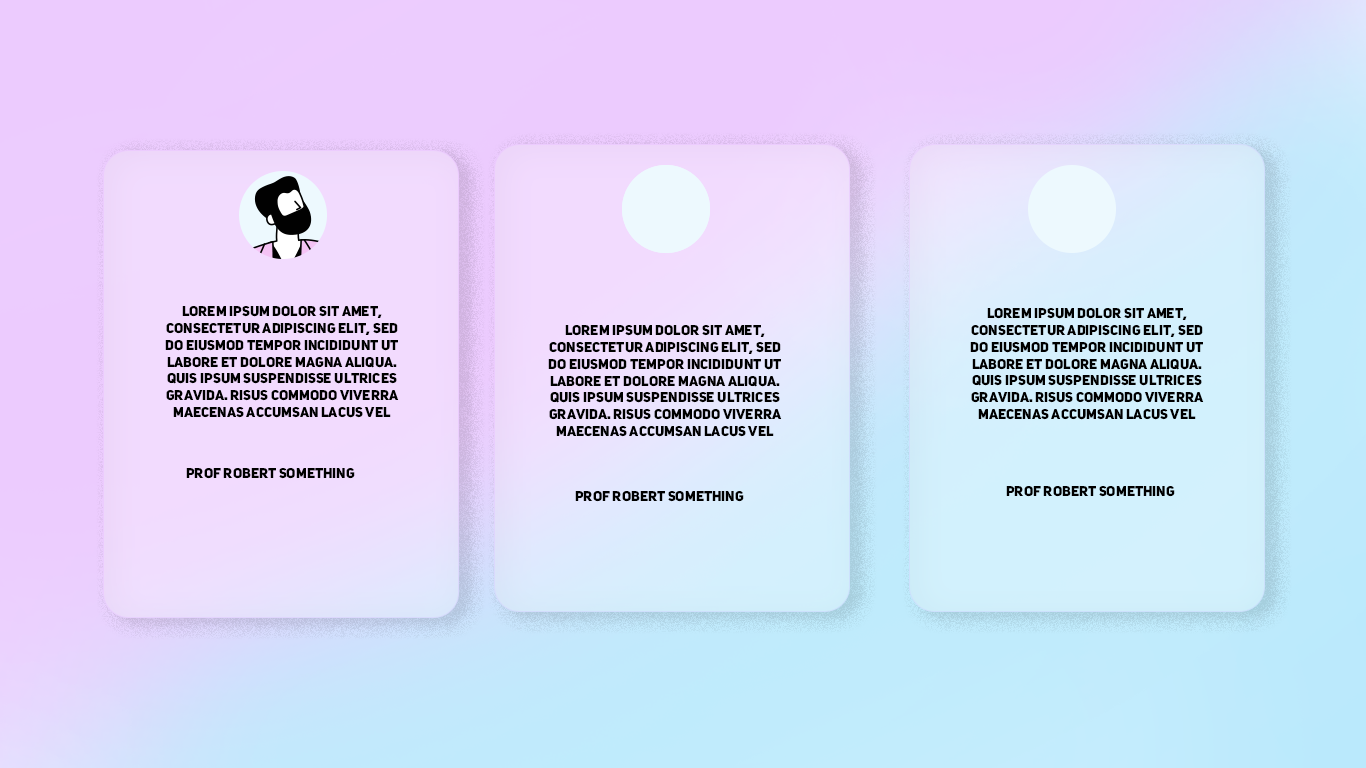 LOREM IPSUM DOLOR SIT AMET,
CONSECTETUR ADIPISCING ELIT, SED
DO EIUSMOD TEMPOR INCIDIDUNT UT
LABORE ET DOLORE MAGNA ALIQUA.
QUIS IPSUM SUSPENDISSE ULTRICES
GRAVIDA. RISUS COMMODO VIVERRA
MAECENAS ACCUMSAN LACUS VEL
PROF ROBERT SOMETHING
LOREM IPSUM DOLOR SIT AMET,
CONSECTETUR ADIPISCING ELIT, SED
DO EIUSMOD TEMPOR INCIDIDUNT UT
LABORE ET DOLORE MAGNA ALIQUA.
QUIS IPSUM SUSPENDISSE ULTRICES
GRAVIDA. RISUS COMMODO VIVERRA
MAECENAS ACCUMSAN LACUS VEL
PROF ROBERT SOMETHING
LOREM IPSUM DOLOR SIT AMET,
CONSECTETUR ADIPISCING ELIT, SED
DO EIUSMOD TEMPOR INCIDIDUNT UT
LABORE ET DOLORE MAGNA ALIQUA.
QUIS IPSUM SUSPENDISSE ULTRICES
GRAVIDA. RISUS COMMODO VIVERRA
MAECENAS ACCUMSAN LACUS VEL
PROF ROBERT SOMETHING